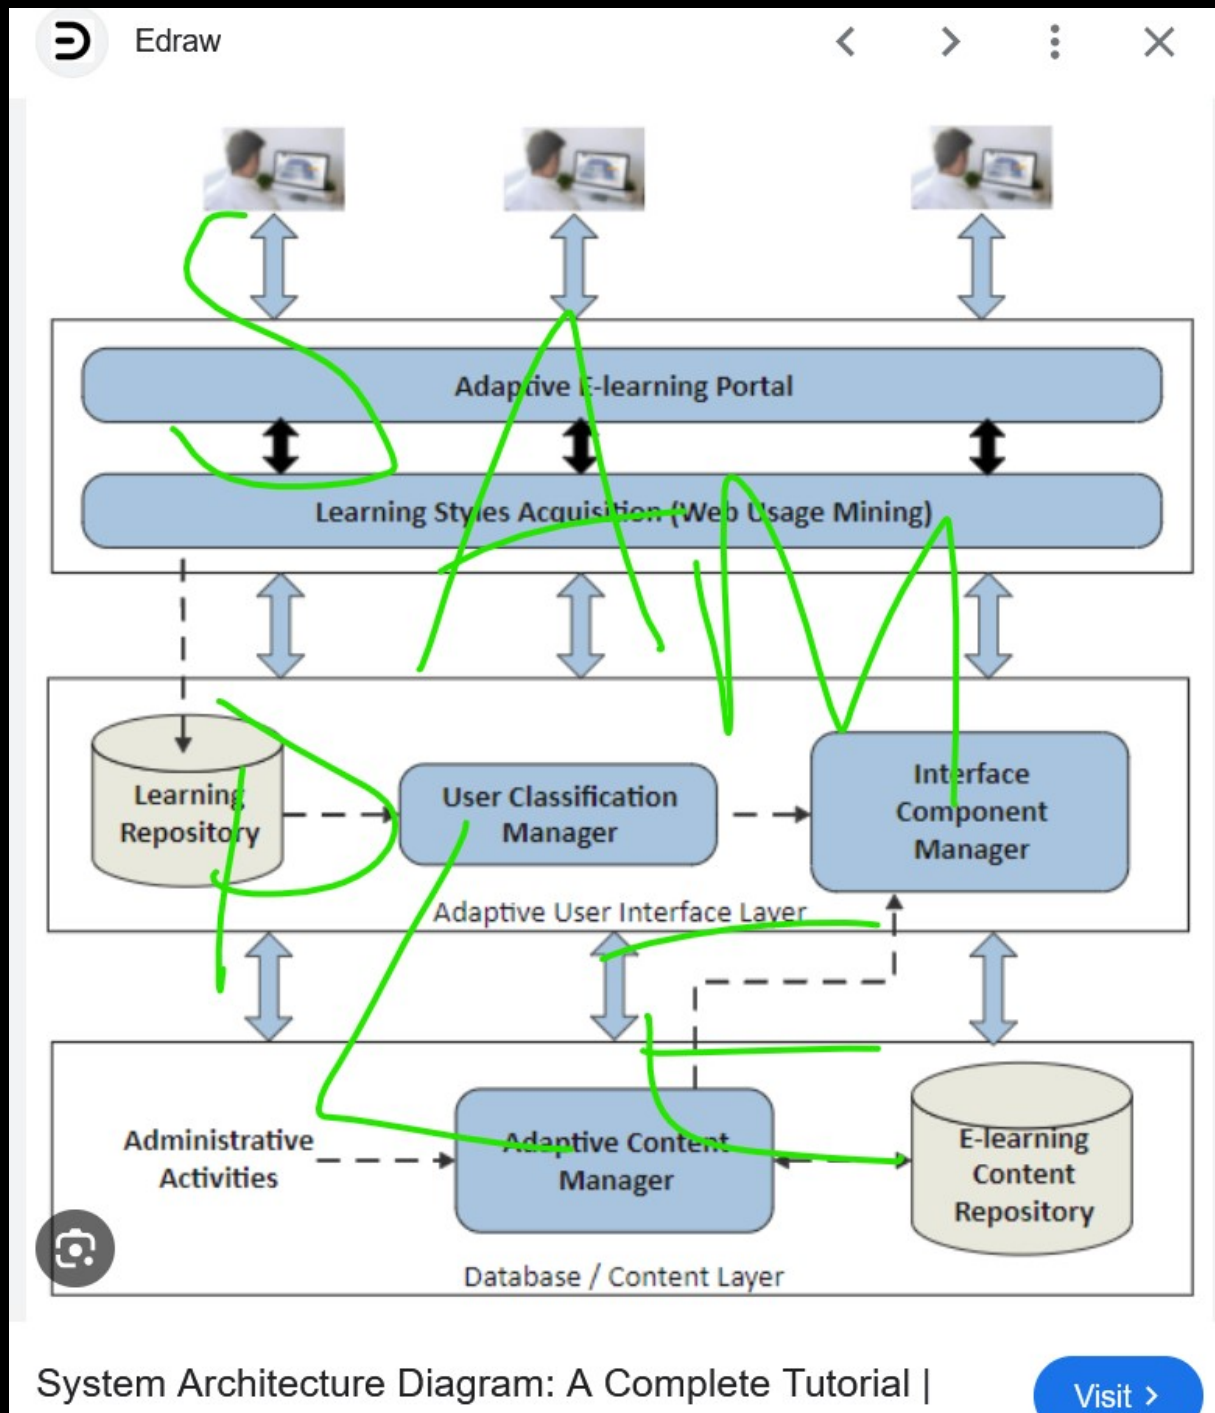 Edraw
Adaptive E-learning Portal
Learning Styles Acquisition (Web Usage Mining)
Learning
Repository
User Classification
Manager
Interface
Component
Manager
Adaptive User Interface Layer
Administrative
Activities
Adaptive Content
Manager
E-learning
Content
Repository
Database / Content Layer
System Architecture Diagram: A Complete Tutorial |
Visit >
SAM